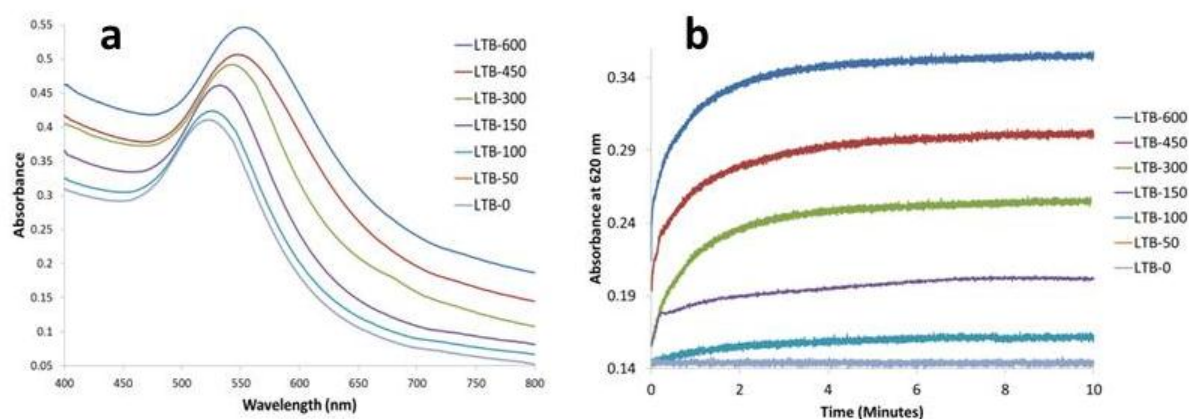 a
0.55
0.5
0.45
0.4
0.35
0.3
0.25
0.2
0.15
0.1
0.05
Absorbance
400
450
500
550
600
650
700
750
800
Wavelength (nm)
LTB-600
LTB-450
LTB-300
LTB-150
LTB-100
LTB-50
LTB-0
b
0.34
0.29
0.24
0.19
0.14
Absorbance at 620 nm
0
2
4
6
8
10
Time (Minutes)
LTB-600
LTB-450
LTB-300
LTB-150
LTB-100
LTB-50
LTB-0